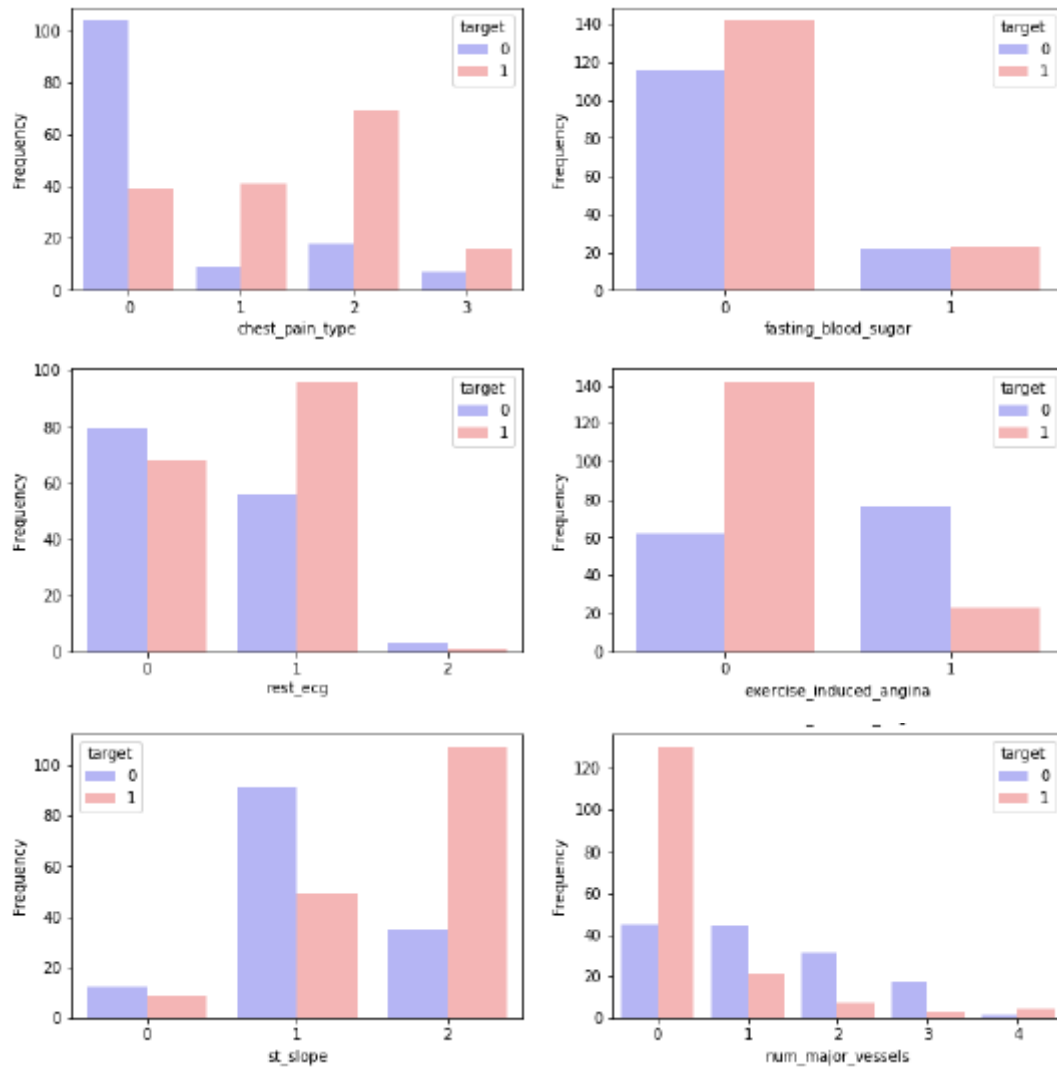 target
0
1
Frequency
100
80
60
40
20
0
0 1 2 3
chest_pain_type
target
0
1
Frequency
140
120
100
80
60
40
20
0
0 1
fasting_blood_sugar
target
0
1
Frequency
100
80
60
40
20
0
0 1 2
rest_ecg
target
0
1
Frequency
140
120
100
80
60
40
20
0
0 1
exercise_induced_angina
target
0
1
Frequency
100
80
60
40
20
0
0 1 2
st_slope
target
0
1
Frequency
120
100
80
60
40
20
0
0 1 2 3 4
num_major_vessels